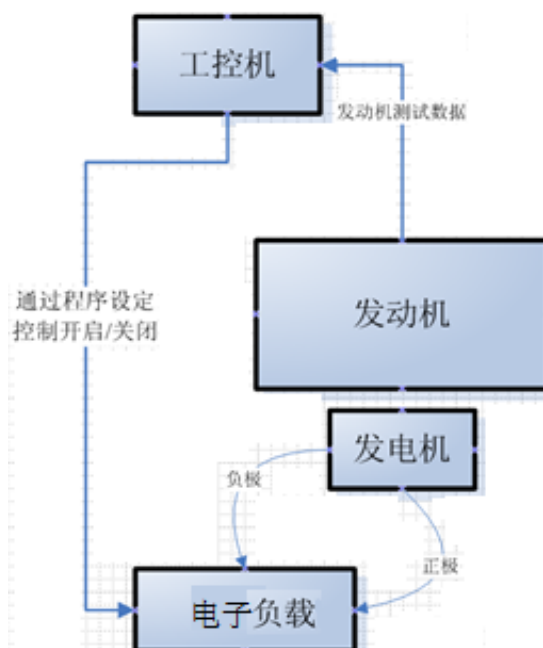 工控机
发动机测试数据
发动机
通过程序设定
控制开启/关闭
发电机
负极
正极
电子负载